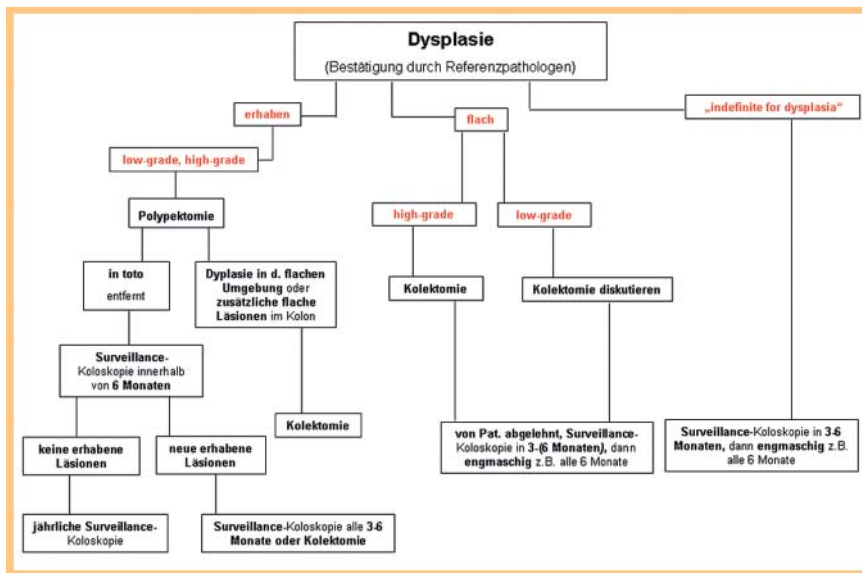 Dysplasie
(Bestätigung durch Referenzpathologen)
erhaben
flach
„indefinite for dysplasia“
low-grade, high-grade
high-grade
low-grade
Polypektomie
in toto
entfernt
Dyplasie in d. flachen
Umgebung oder
zusätzliche flache
Läsionen im Kolon
Kolektomie
Kolektomie diskutieren
Surveillance-
Koloskopie innerhalb
von 6 Monaten
Kolektomie
von Pat. abgelehnt, Surveillance-
Koloskopie in 3-(6 Monaten), dann
engmaschig z.B. alle 6 Monate
Surveillance-Koloskopie in 3-6
Monaten, dann engmaschig z.B.
alle 6 Monate
keine erhabene
Läsionen
neue erhabene
Läsionen
jährliche Surveillance-
Koloskopie
Surveillance-Koloskopie alle 3-6
Monate oder Kolektomie